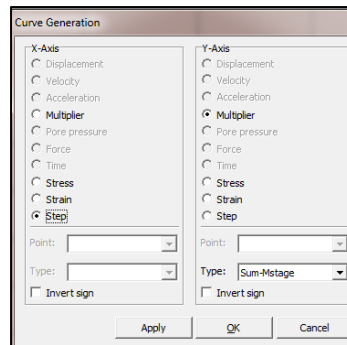 Curve Generation
X-Axis
Displacement
Velocity
Acceleration
Multiplier
Pore pressure
Force
Time
Stress
Strain
Step
Point:
Type:
Invert sign
Y-Axis
Displacement
Velocity
Acceleration
Multiplier
Pore pressure
Force
Time
Stress
Strain
Step
Point:
Type: Sum-Mstage
Invert sign
Apply OK Cancel